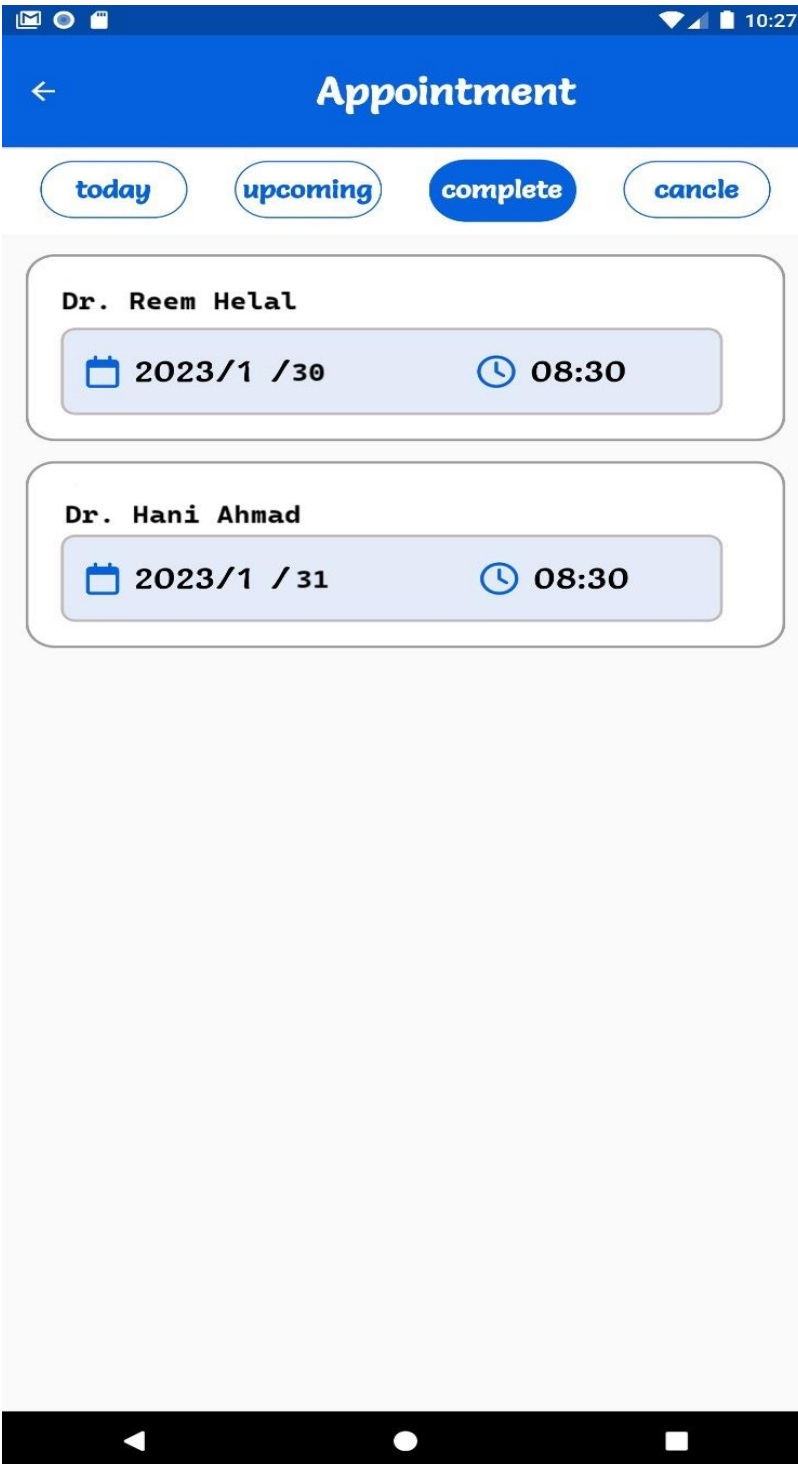 10:27
Appointment
today upcoming complete cancle
Dr. Reem Helal
2023/1 /30 08:30
Dr. Hani Ahmad
2023/1 /31 08:30